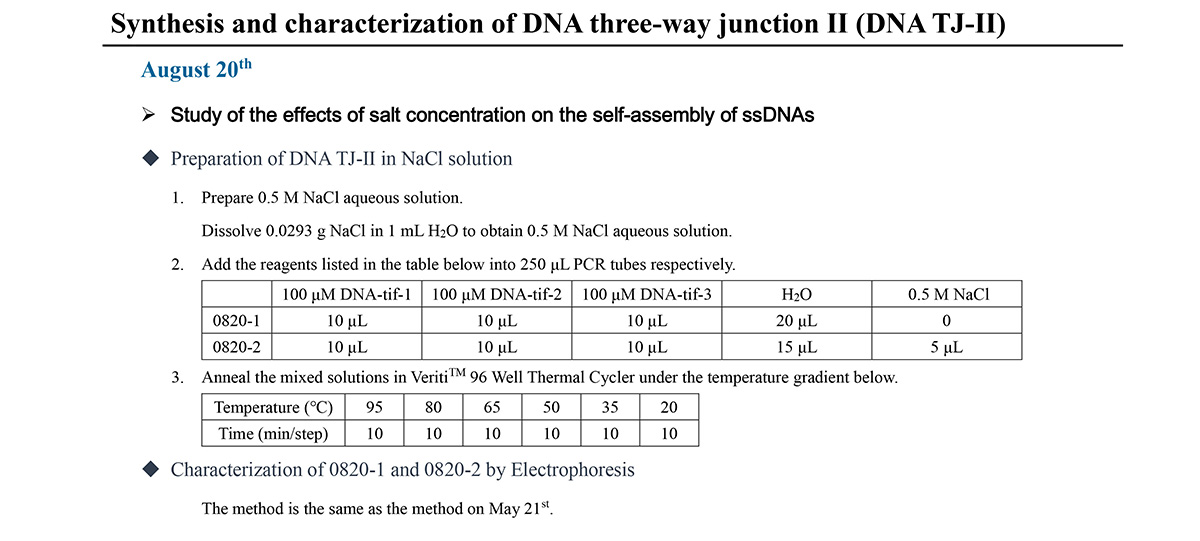 Synthesis and characterization of DNA three-way junction II (DNA TJ-II)
August 20th
➢ Study of the effects of salt concentration on the self-assembly of ssDNAs
◆ Preparation of DNA TJ-II in NaCl solution
1. Prepare 0.5 M NaCl aqueous solution.
Dissolve 0.0293 g NaCl in 1 mL H₂O to obtain 0.5 M NaCl aqueous solution.
2. Add the reagents listed in the table below into 250 μL PCR tubes respectively.
100 μM DNA-tif-1 100 μM DNA-tif-2 100 μM DNA-tif-3 H₂O 0.5 M NaCl
0820-1 10 μL 10 μL 10 μL 20 μL 0
0820-2 10 μL 10 μL 10 μL 15 μL 5 μL
3. Anneal the mixed solutions in Veriti™ 96 Well Thermal Cycler under the temperature gradient below.
Temperature (°C) 95 80 65 50 35 20
Time (min/step) 10 10 10 10 10 10
◆ Characterization of 0820-1 and 0820-2 by Electrophoresis
The method is the same as the method on May 21st.